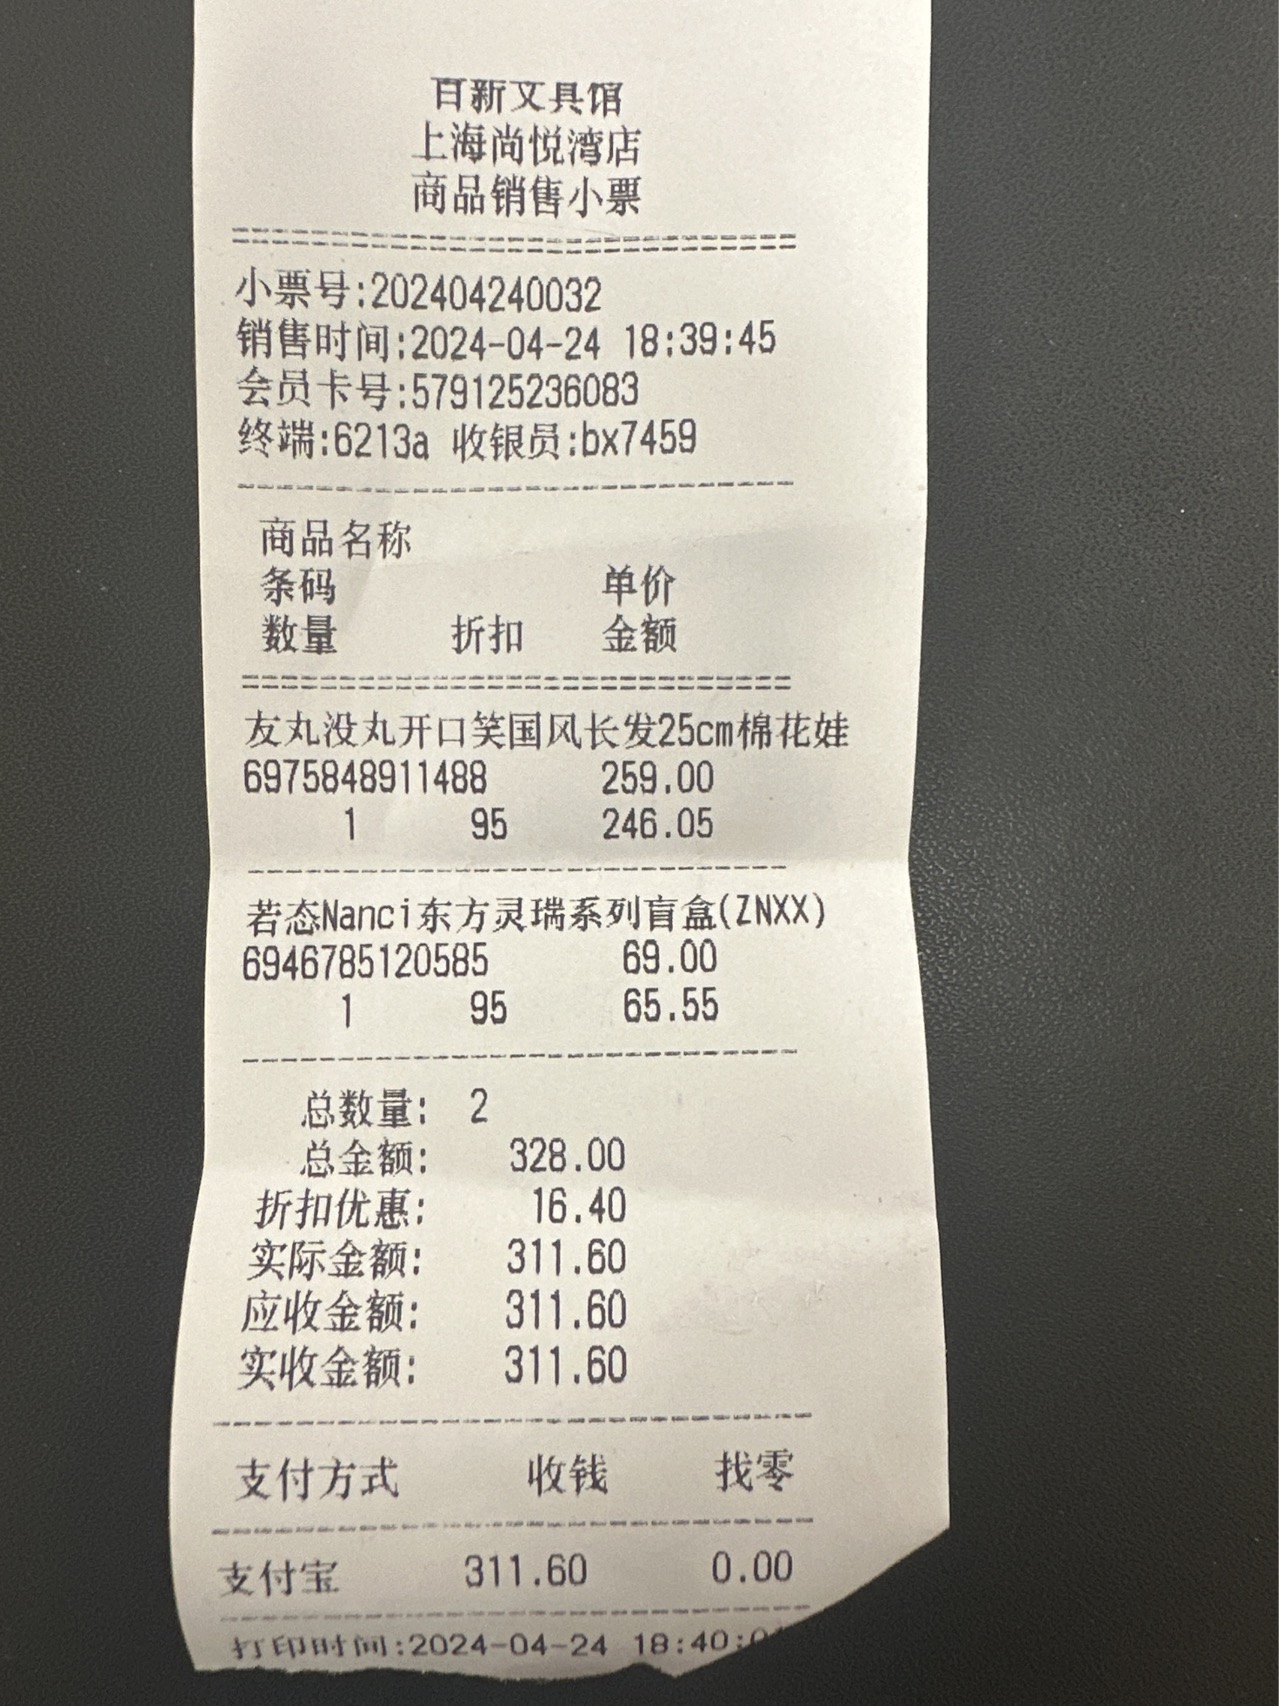 百新文具馆
上海尚悦湾店
商品销售小票
==============================
小票号:202404240032
销售时间:2024-04-24 18:39:45
会员卡号:579125236083
终端:6213a 收银员:bx7459
------------------------------
商品名称
条码 单价
数量 折扣 金额
==============================
友丸没丸开口笑国风长发25cm棉花娃
6975848911488 259.00
1 95 246.05
------------------------------
若态Nanci东方灵瑞系列盲盒(ZNXX)
6946785120585 69.00
1 95 65.55
------------------------------
总数量: 2
总金额: 328.00
折扣优惠: 16.40
实际金额: 311.60
应收金额: 311.60
实收金额: 311.60
------------------------------
支付方式 收钱 找零
------------------------------
支付宝 311.60 0.00
------------------------------
打印时间:2024-04-24 18:40: